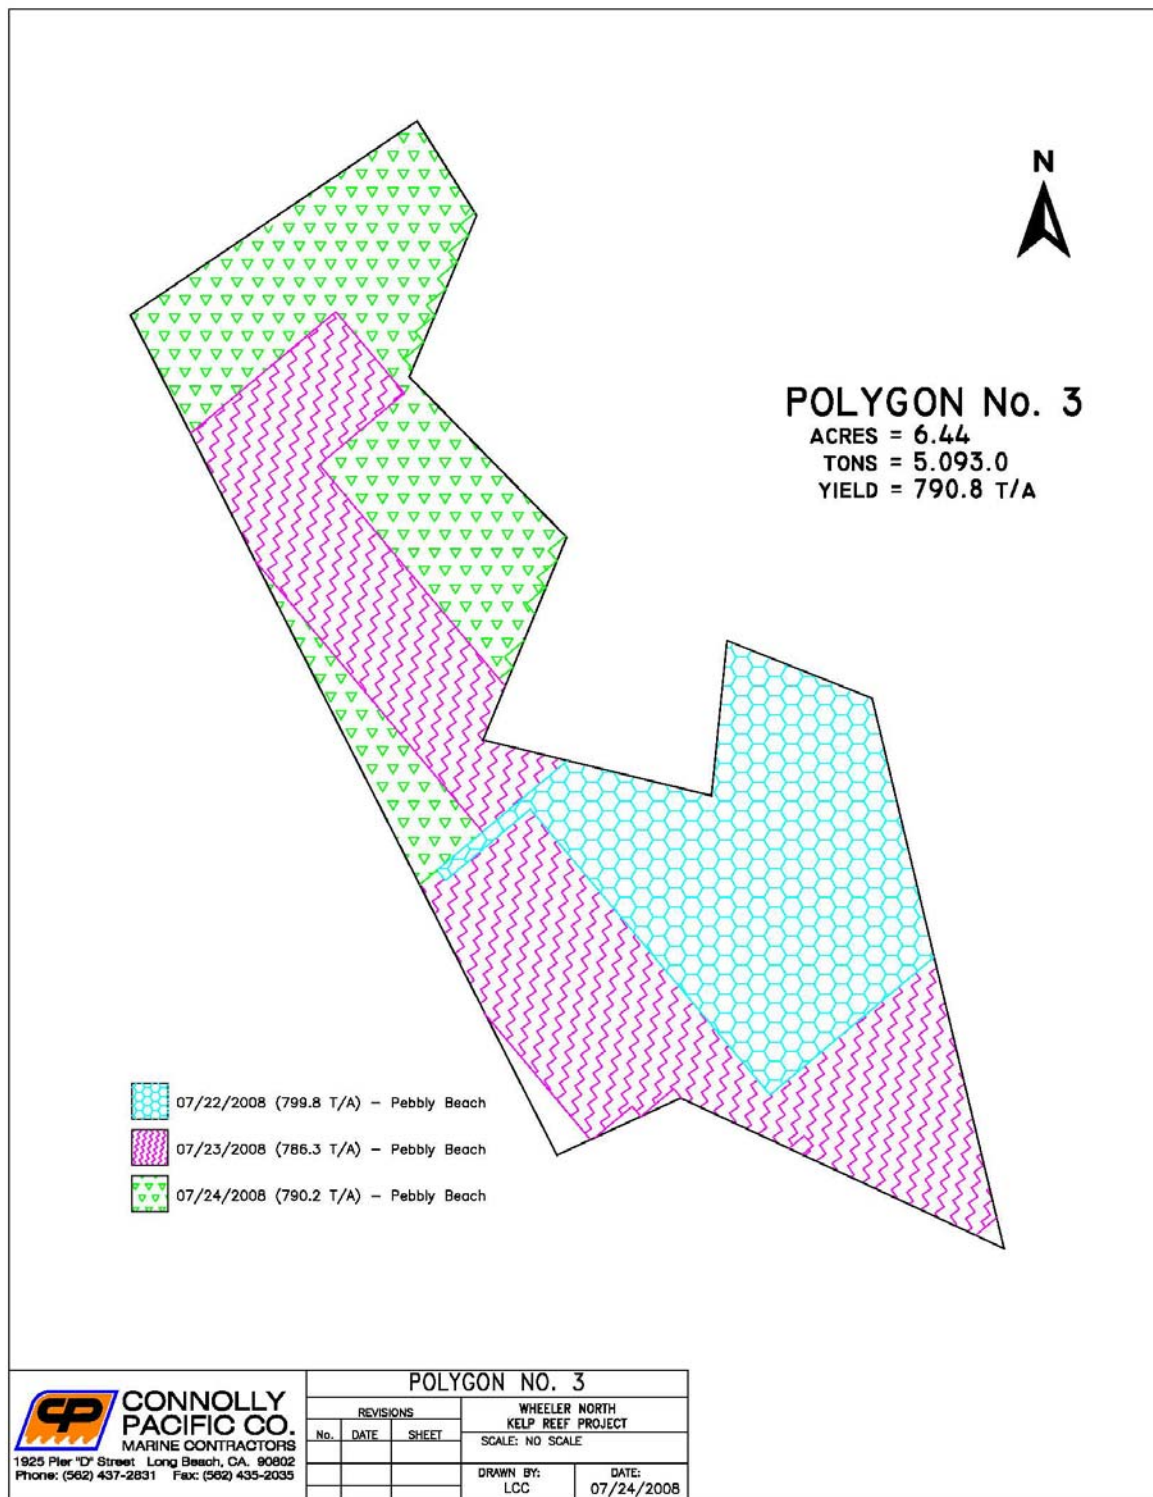 N
POLYGON No. 3
ACRES = 6.44
TONS = 5.093.0
YIELD = 790.8 T/A
07/22/2008 (799.8 T/A) – Pebbly Beach
07/23/2008 (786.3 T/A) – Pebbly Beach
07/24/2008 (790.2 T/A) – Pebbly Beach
CP
CONNOLLY
PACIFIC CO.
MARINE CONTRACTORS
1925 Pier "D" Street Long Beach, CA. 90802
Phone: (562) 437-2831 Fax: (562) 435-2035
POLYGON NO. 3
REVISIONS
No. DATE SHEET
WHEELER NORTH
KELP REEF PROJECT
SCALE: NO SCALE
DRAWN BY:
LCC
DATE:
07/24/2008